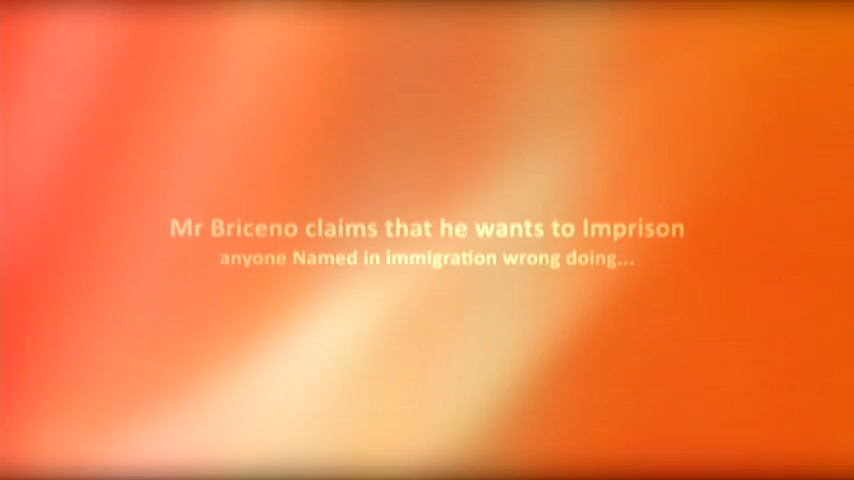 Mr Briceno claims that he wants to Imprison
anyone Named in immigration wrong doing...